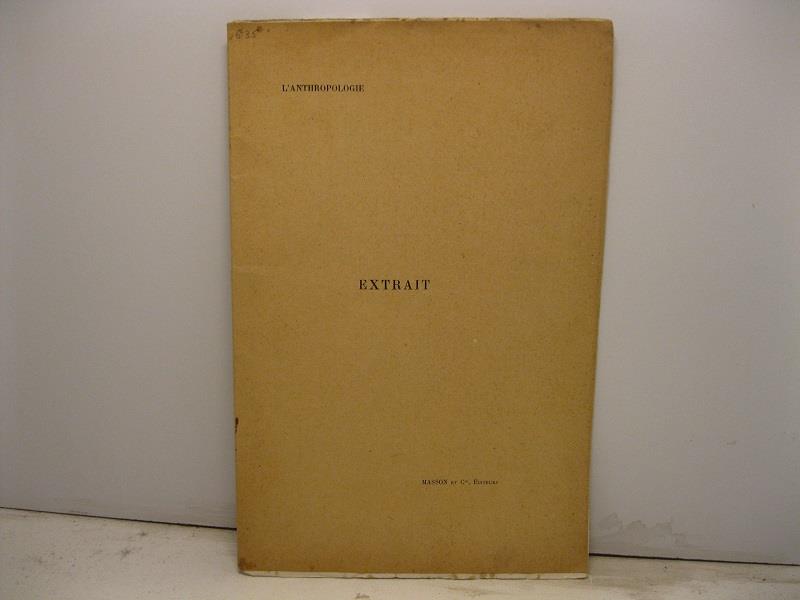 L'ANTHROPOLOGIE
EXTRAIT
MASSON ET Cie, ÉDITEURS